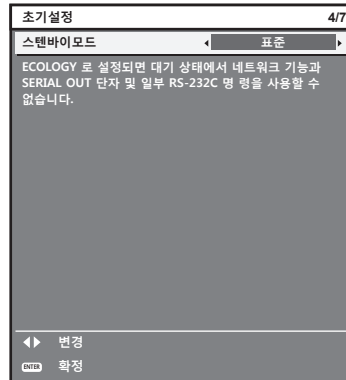 초기설정 4/7
스텐바이모드 표준
ECOLOGY 로 설정되면 대기 상태에서 네트워크 기능과
SERIAL OUT 단자 및 일부 RS-232C 명 령을 사용할 수
없습니다.
변경
ENTER 확정